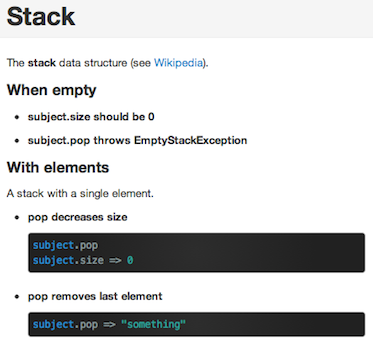 Stack
The stack data structure (see Wikipedia).
When empty
• subject.size should be 0
• subject.pop throws EmptyStackException
With elements
A stack with a single element.
• pop decreases size
subject.pop
subject.size => 0
• pop removes last element
subject.pop => "something"